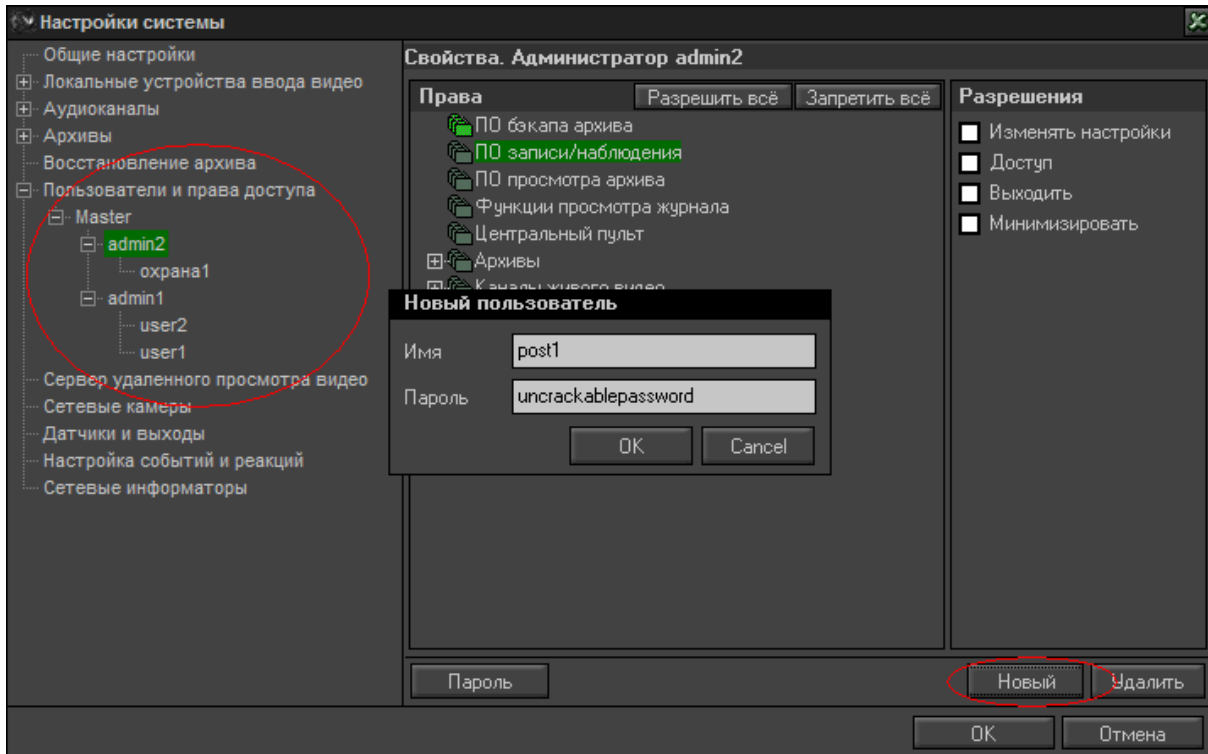 Настройки системы
Общие настройки
Локальные устройства ввода видео
Аудиоканалы
Архивы
Восстановление архива
Пользователи и права доступа
Master
admin2
охрана1
admin1
user2
user1
Сервер удаленного просмотра видео
Сетевые камеры
Датчики и выходы
Настройка событий и реакций
Сетевые информаторы
Свойства. Администратор admin2
Права Разрешить всё Запретить всё
ПО бэкапа архива
ПО записи/наблюдения
ПО просмотра архива
Функции просмотра журнала
Центральный пульт
Архивы
Каналы живого видео
Разрешения
Изменять настройки
Доступ
Выходить
Минимизировать
Новый пользователь
Имя post1
Пароль uncrackablepassword
OK Cancel
Пароль Новый Удалить
OK Отмена